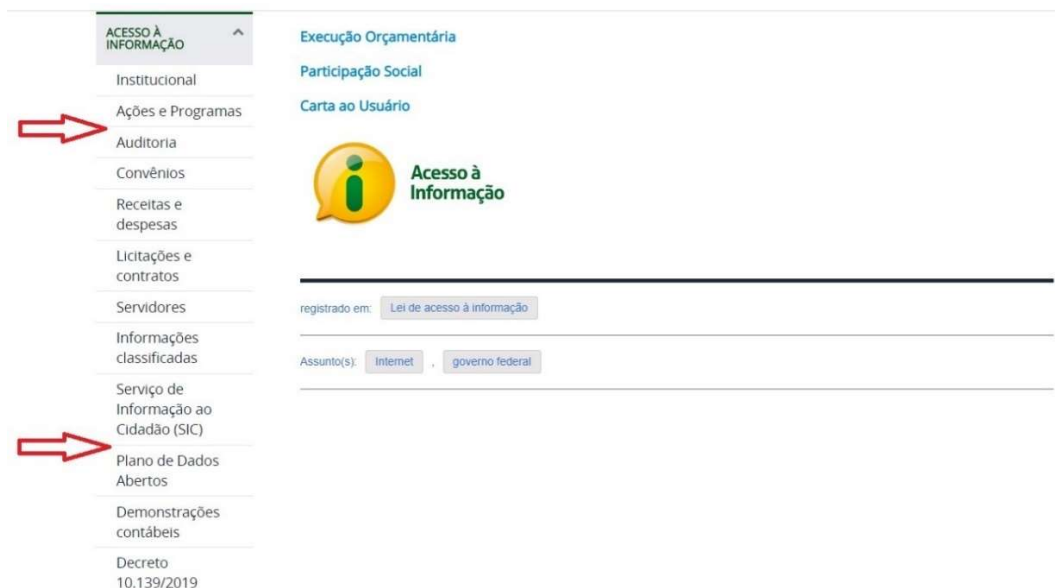 ACESSO À
INFORMAÇÃO
Institucional
Ações e Programas
Auditoria
Convênios
Receitas e
despesas
Licitações e
contratos
Servidores
Informações
classificadas
Serviço de
Informação ao
Cidadão (SIC)
Plano de Dados
Abertos
Demonstrações
contábeis
Decreto
10.139/2019
Execução Orçamentária
Participação Social
Carta ao Usuário
i
Acesso à
Informação
registrado em: Lei de acesso à informação
Assunto(s): Internet , governo federal